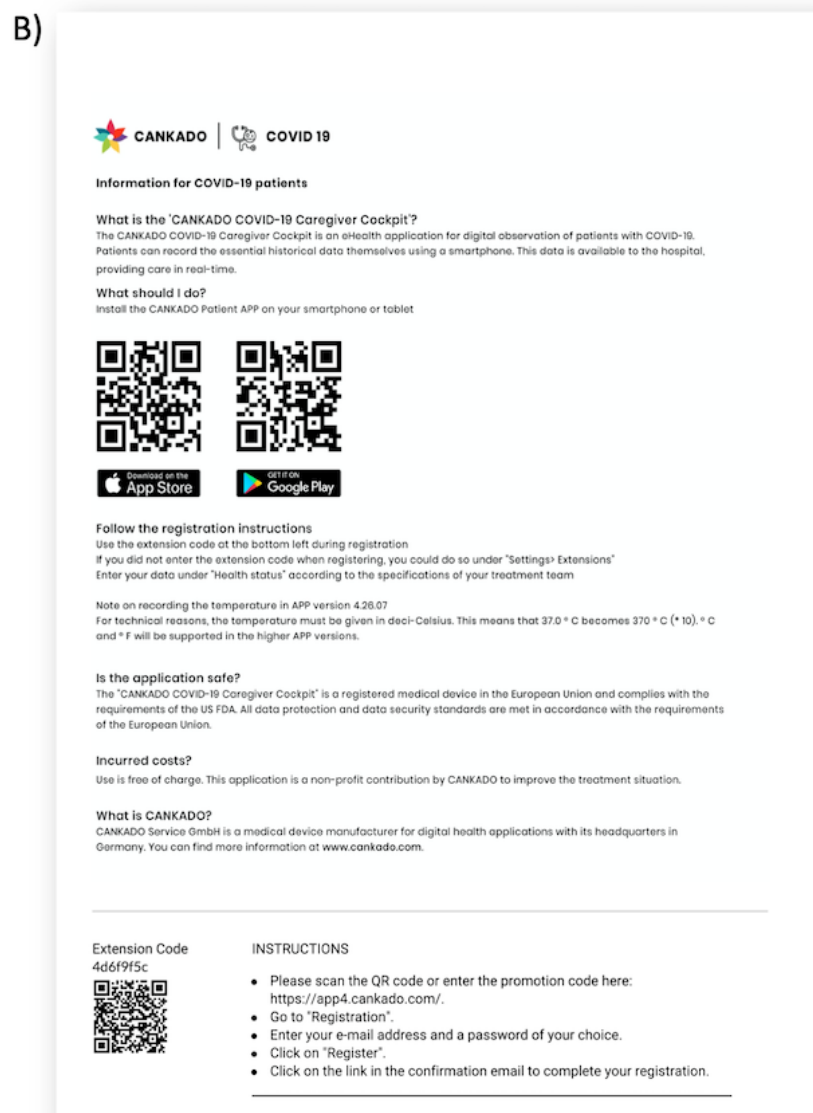 B)
CANKADO | COVID 19
Information for COVID-19 patients
What is the 'CANKADO COVID-19 Caregiver Cockpit'?
The CANKADO COVID-19 Caregiver Cockpit is an eHealth application for digital observation of patients with COVID-19.
Patients can record the essential historical data themselves using a smartphone. This data is available to the hospital,
providing care in real-time.
What should I do?
Install the CANKADO Patient APP on your smartphone or tablet
Download on the
App Store
GET IT ON
Google Play
Follow the registration instructions
Use the extension code at the bottom left during registration
If you did not enter the extension code when registering, you could do so under "Settings> Extensions"
Enter your data under "Health status" according to the specifications of your treatment team
Note on recording the temperature in APP version 4.26.07
For technical reasons, the temperature must be given in deci-Celsius. This means that 37.0 ° C becomes 370 ° C (* 10). ° C
and ° F will be supported in the higher APP versions.
Is the application safe?
The "CANKADO COVID-19 Caregiver Cockpit" is a registered medical device in the European Union and complies with the
requirements of the US FDA. All data protection and data security standards are met in accordance with the requirements
of the European Union.
Incurred costs?
Use is free of charge. This application is a non-profit contribution by CANKADO to improve the treatment situation.
What is CANKADO?
CANKADO Service GmbH is a medical device manufacturer for digital health applications with its headquarters in
Germany. You can find more information at www.cankado.com.
Extension Code
4d6f9f5c
INSTRUCTIONS
• Please scan the QR code or enter the promotion code here:
https://app4.cankado.com/.
• Go to "Registration".
• Enter your e-mail address and a password of your choice.
• Click on "Register".
• Click on the link in the confirmation email to complete your registration.